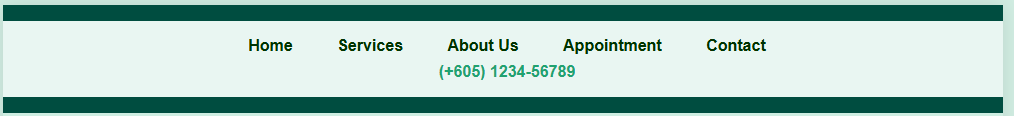 Home Services About Us Appointment Contact
(+605) 1234-56789